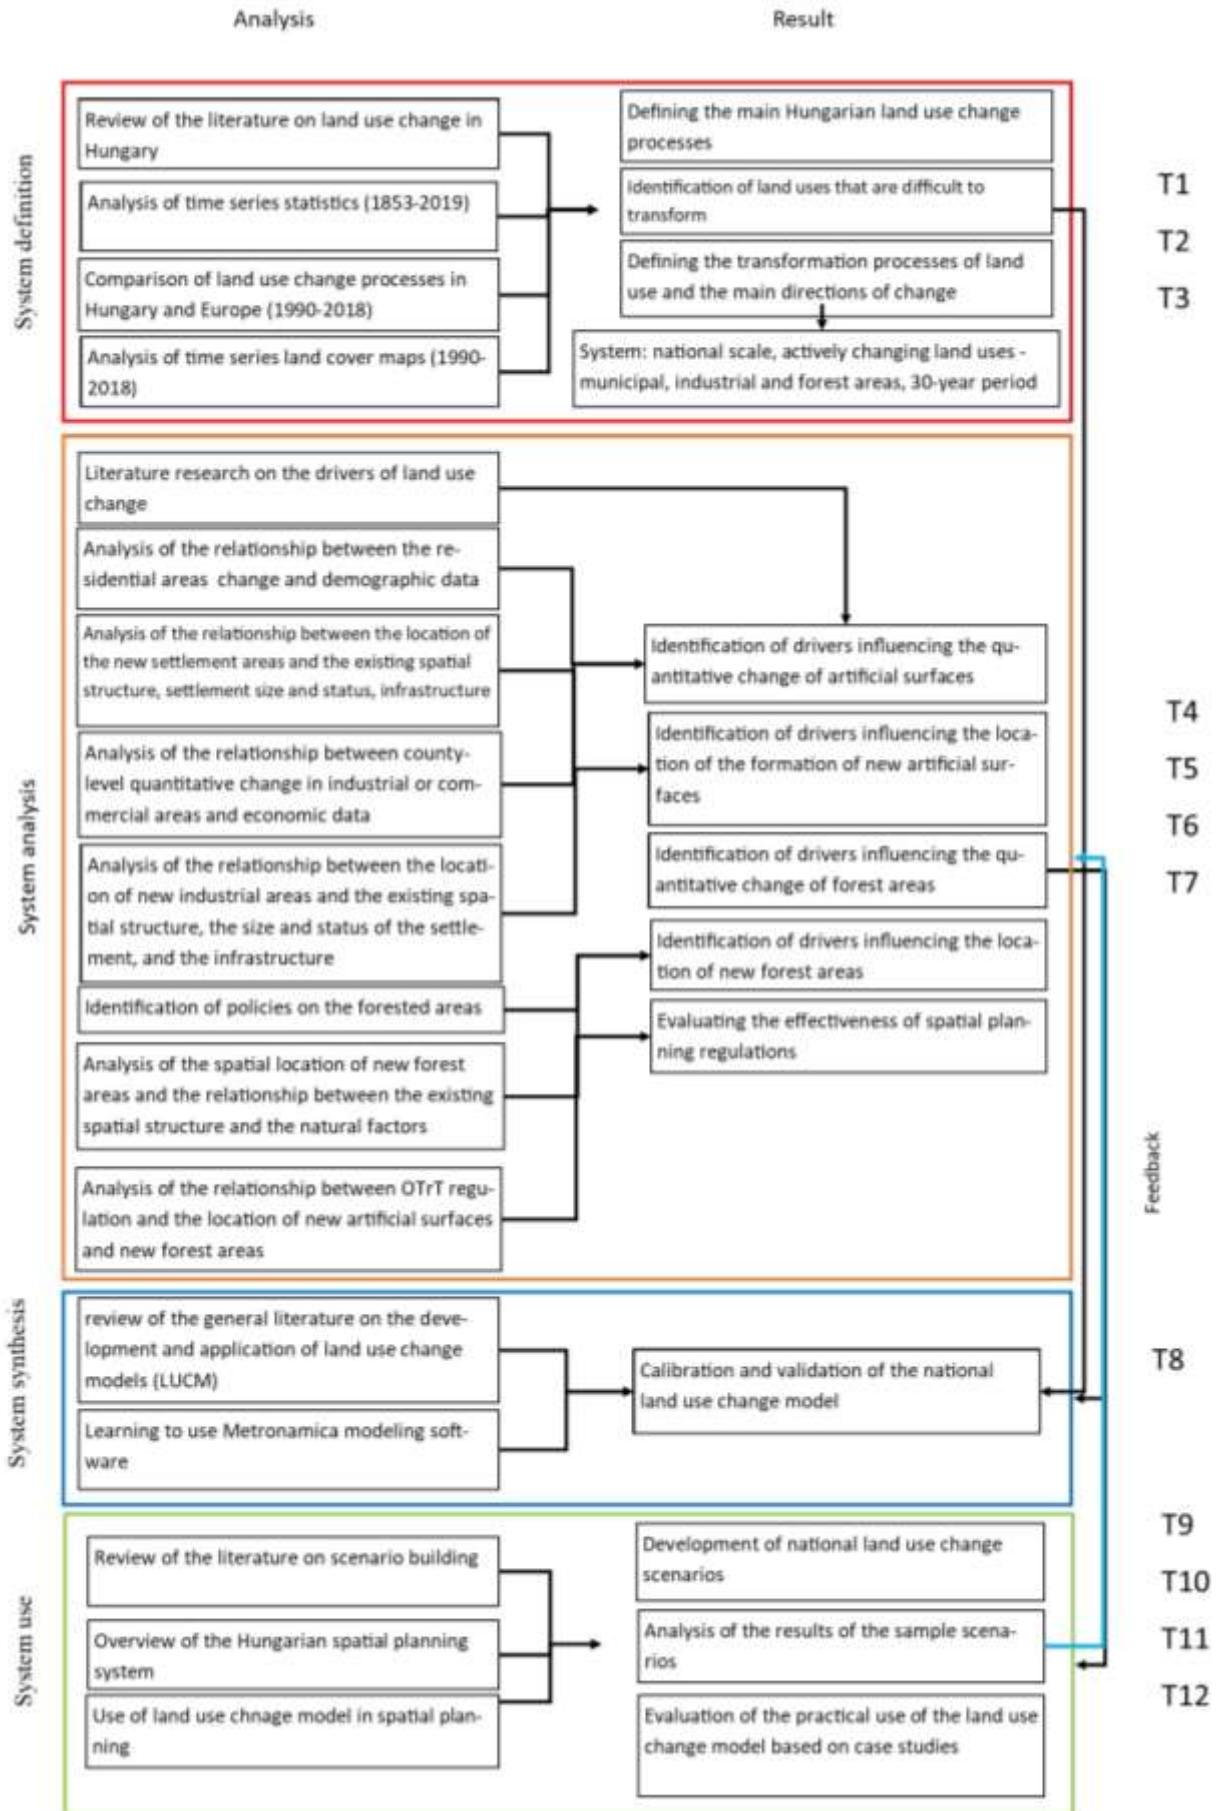 Analysis
Result
System definition
Review of the literature on land use change in
Hungary
Analysis of time series statistics (1853-2019)
Comparison of land use change processes in
Hungary and Europe (1990-2018)
Analysis of time series land cover maps (1990-
2018)
Defining the main Hungarian land use change
processes
Identification of land uses that are difficult to
transform
Defining the transformation processes of land
use and the main directions of change
System: national scale, actively changing land uses -
municipal, industrial and forest areas, 30-year period
T1
T2
T3
System analysis
Literature research on the drivers of land use
change
Analysis of the relationship between the re-
sidential areas change and demographic data
Analysis of the relationship between the location of
the new settlement areas and the existing spatial
structure, settlement size and status, infrastructure
Analysis of the relationship between county-
level quantitative change in industrial or com-
mercial areas and economic data
Analysis of the relationship between the locati-
on of new industrial areas and the existing spa-
tial structure, the size and status of the settle-
ment, and the infrastructure
Identification of policies on the forested areas
Analysis of the spatial location of new forest
areas and the relationship between the existing
spatial structure and the natural factors
Analysis of the relationship between OTrT regu-
lation and the location of new artificial surfaces
and new forest areas
Identification of drivers influencing the qu-
antitative change of artificial surfaces
Identification of drivers influencing the loca-
tion of the formation of new artificial sur-
faces
Identification of drivers influencing the qu-
antitative change of forest areas
Identification of drivers influencing the loca-
tion of new forest areas
Evaluating the effectiveness of spatial plan-
ning regulations
T4
T5
T6
T7
Feedback
System synthesis
review of the general literature on the deve-
lopment and application of land use change
models (LUCM)
Learning to use Metronamica modeling soft-
ware
Calibration and validation of the national
land use change model
T8
System use
Review of the literature on scenario building
Overview of the Hungarian spatial planning
system
Use of land use chnage model in spatial plan-
ning
Development of national land use change
scenarios
Analysis of the results of the sample scena-
rios
Evaluation of the practical use of the land use
change model based on case studies
T9
T10
T11
T12